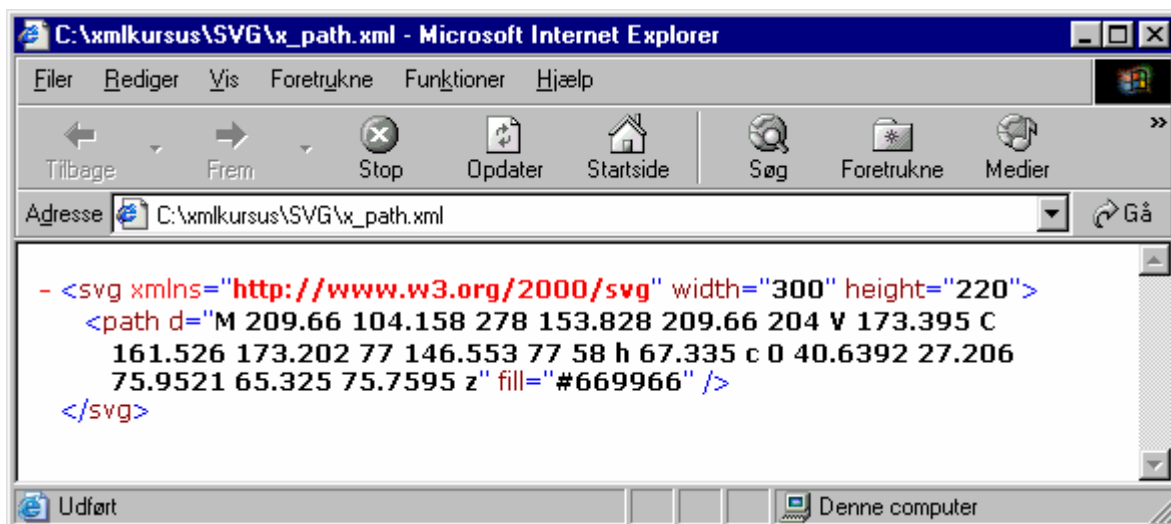 C:\xmlkursus\SVG\x_path.xml - Microsoft Internet Explorer
Filer Rediger Vis Foretrukne Funktioner Hjælp
Tilbage Frem Stop Opdater Startside Søg Foretrukne Medier »
Adresse C:\xmlkursus\SVG\x_path.xml Gå
- <svg xmlns="http://www.w3.org/2000/svg" width="300" height="220">
<path d="M 209.66 104.158 278 153.828 209.66 204 V 173.395 C
161.526 173.202 77 146.553 77 58 h 67.335 c 0 40.6392 27.206
75.9521 65.325 75.7595 z" fill="#669966" />
</svg>
Udført Denne computer